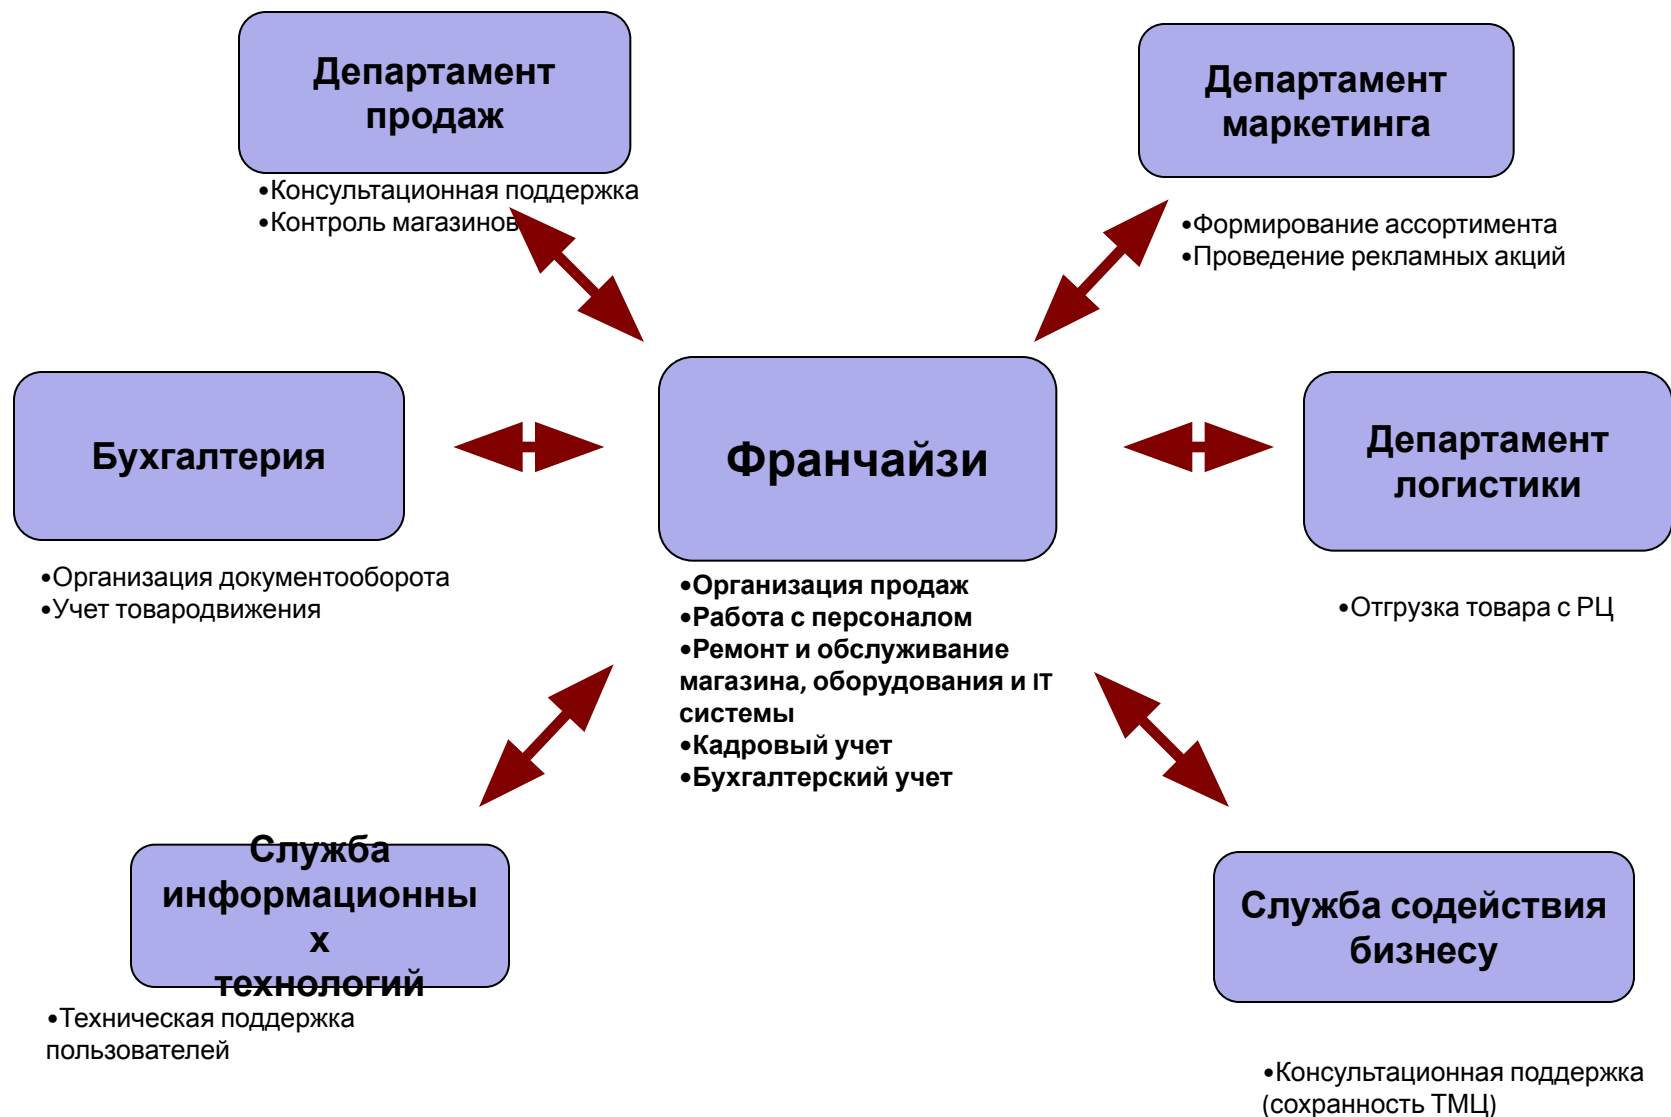 Департамент
продаж
•Консультационная поддержка
•Контроль магазинов
Департамент
маркетинга
•Формирование ассортимента
•Проведение рекламных акций
Бухгалтерия
•Организация документооборота
•Учет товародвижения
Франчайзи
•Организация продаж
•Работа с персоналом
•Ремонт и обслуживание
магазина, оборудования и IT
системы
•Кадровый учет
•Бухгалтерский учет
Департамент
логистики
•Отгрузка товара с РЦ
Служба
информационны
х
технологий
•Техническая поддержка
пользователей
Служба содействия
бизнесу
•Консультационная поддержка
(сохранность ТМЦ)